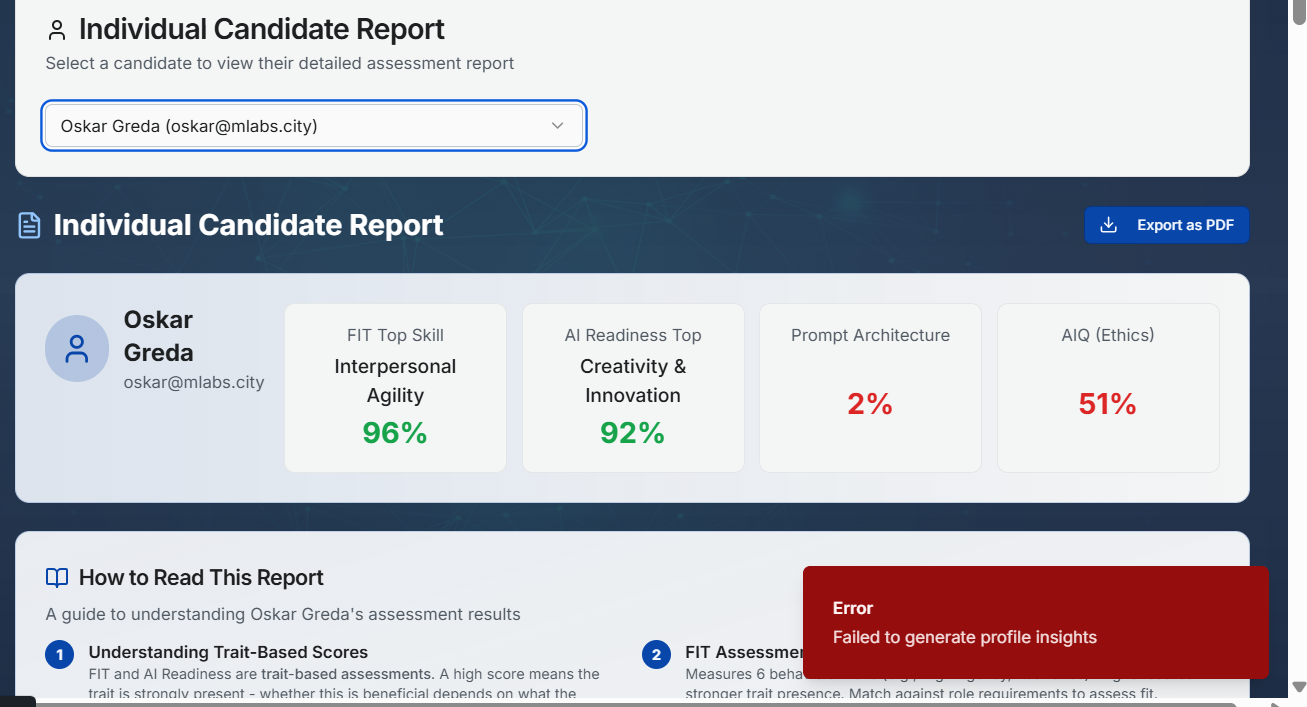 Individual Candidate Report
Select a candidate to view their detailed assessment report
Oskar Greda (oskar@mlabs.city)
Individual Candidate Report
Export as PDF
Oskar
Greda
oskar@mlabs.city
FIT Top Skill
Interpersonal
Agility
96%
AI Readiness Top
Creativity &
Innovation
92%
Prompt Architecture
2%
AIQ (Ethics)
51%
How to Read This Report
A guide to understanding Oskar Greda's assessment results
1
Understanding Trait-Based Scores
FIT and AI Readiness are trait-based assessments. A high score means the
trait is strongly present - whether this is beneficial depends on what the
2
FIT
Measures 6
stronger trait presence. Match against role requirements to assess fit.
Error
Failed to generate profile insights